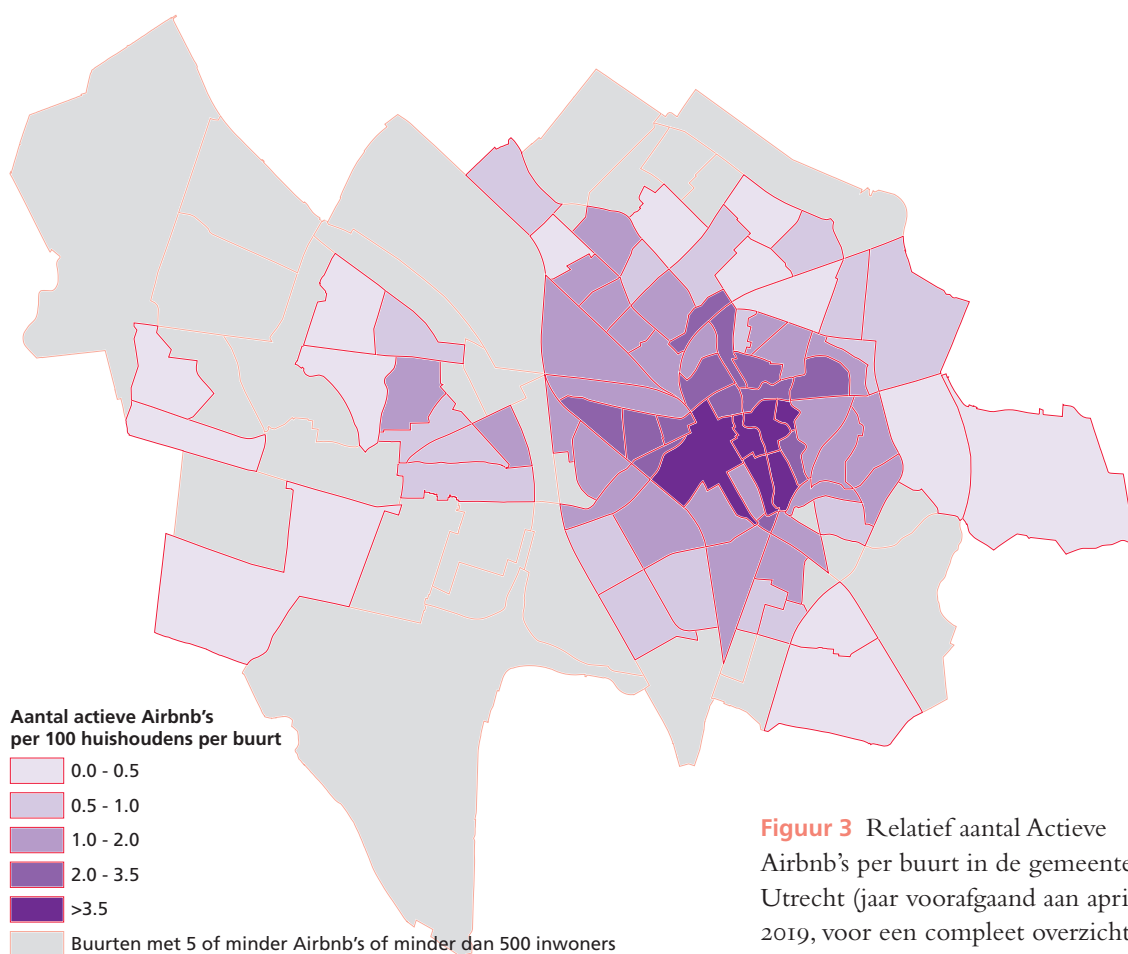 Aantal actieve Airbnb's
per 100 huishoudens per buurt
0.0 - 0.5
0.5 - 1.0
1.0 - 2.0
2.0 - 3.5
>3.5
Buurten met 5 of minder Airbnb's of minder dan 500 inwoners
Figuur 3 Relatief aantal Actieve
Airbnb's per buurt in de gemeente
Utrecht (jaar voorafgaand aan apri
2019, voor een compleet overzicht